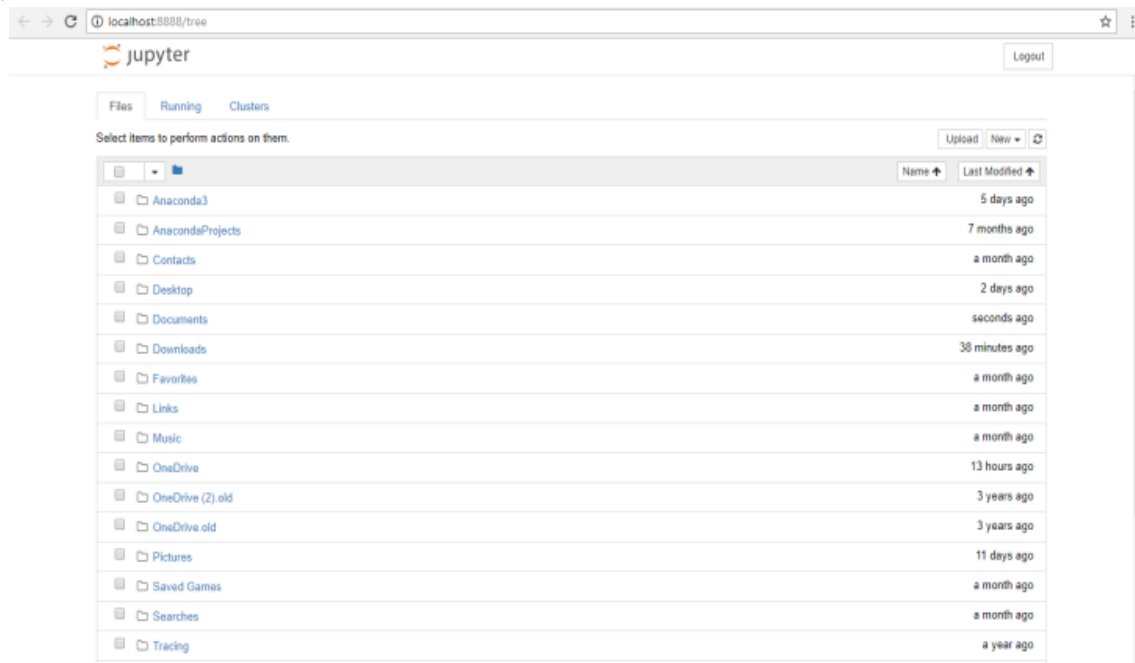 localhost:8888/tree
jupyter
Logout
Files Running Clusters
Select items to perform actions on them.
Upload New
Name Last Modified
Anaconda3 5 days ago
AnacondaProjects 7 months ago
Contacts a month ago
Desktop 2 days ago
Documents seconds ago
Downloads 38 minutes ago
Favorites a month ago
Links a month ago
Music a month ago
OneDrive 13 hours ago
OneDrive (2).old 3 years ago
OneDrive.old 3 years ago
Pictures 11 days ago
Saved Games a month ago
Searches a month ago
Tracing a year ago